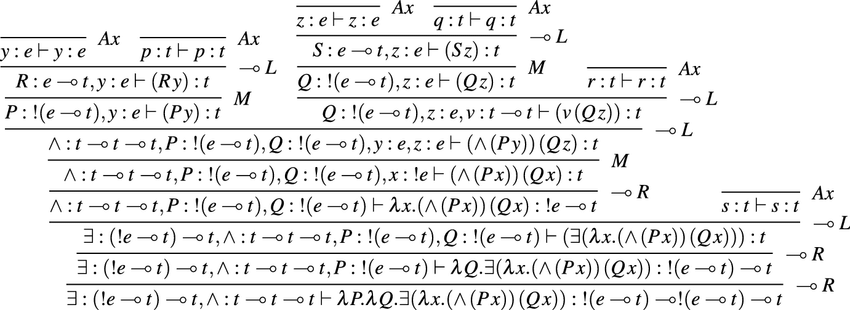 z : e ⊢ z : e Ax q : t ⊢ q : t Ax
y : e ⊢ y : e Ax p : t ⊢ p : t Ax S : e ⊸ t, z : e ⊢ (Sz) : t ⊸ L
R : e ⊸ t, y : e ⊢ (Ry) : t ⊸ L Q : !(e ⊸ t), z : e ⊢ (Qz) : t M r : t ⊢ r : t Ax
P : !(e ⊸ t), y : e ⊢ (Py) : t M Q : !(e ⊸ t), z : e, v : t ⊸ t ⊢ (v(Qz)) : t ⊸ L
∧ : t ⊸ t ⊸ t, P : !(e ⊸ t), Q : !(e ⊸ t), y : e, z : e ⊢ (∧(Py))(Qz) : t ⊸ L
∧ : t ⊸ t ⊸ t, P : !(e ⊸ t), Q : !(e ⊸ t), x : !e ⊢ (∧(Px))(Qx) : t M
∧ : t ⊸ t ⊸ t, P : !(e ⊸ t), Q : !(e ⊸ t) ⊢ λx.(∧(Px))(Qx) : !e ⊸ t ⊸ R s : t ⊢ s : t Ax
∃ : (!e ⊸ t) ⊸ t, ∧ : t ⊸ t ⊸ t, P : !(e ⊸ t), Q : !(e ⊸ t) ⊢ (∃(λx.(∧(Px))(Qx))) : t ⊸ L
∃ : (!e ⊸ t) ⊸ t, ∧ : t ⊸ t ⊸ t, P : !(e ⊸ t) ⊢ λQ.∃(λx.(∧(Px))(Qx)) : !(e ⊸ t) ⊸ t ⊸ R
∃ : (!e ⊸ t) ⊸ t, ∧ : t ⊸ t ⊸ t ⊢ λP.λQ.∃(λx.(∧(Px))(Qx)) : !(e ⊸ t) ⊸ !(e ⊸ t) ⊸ t ⊸ R